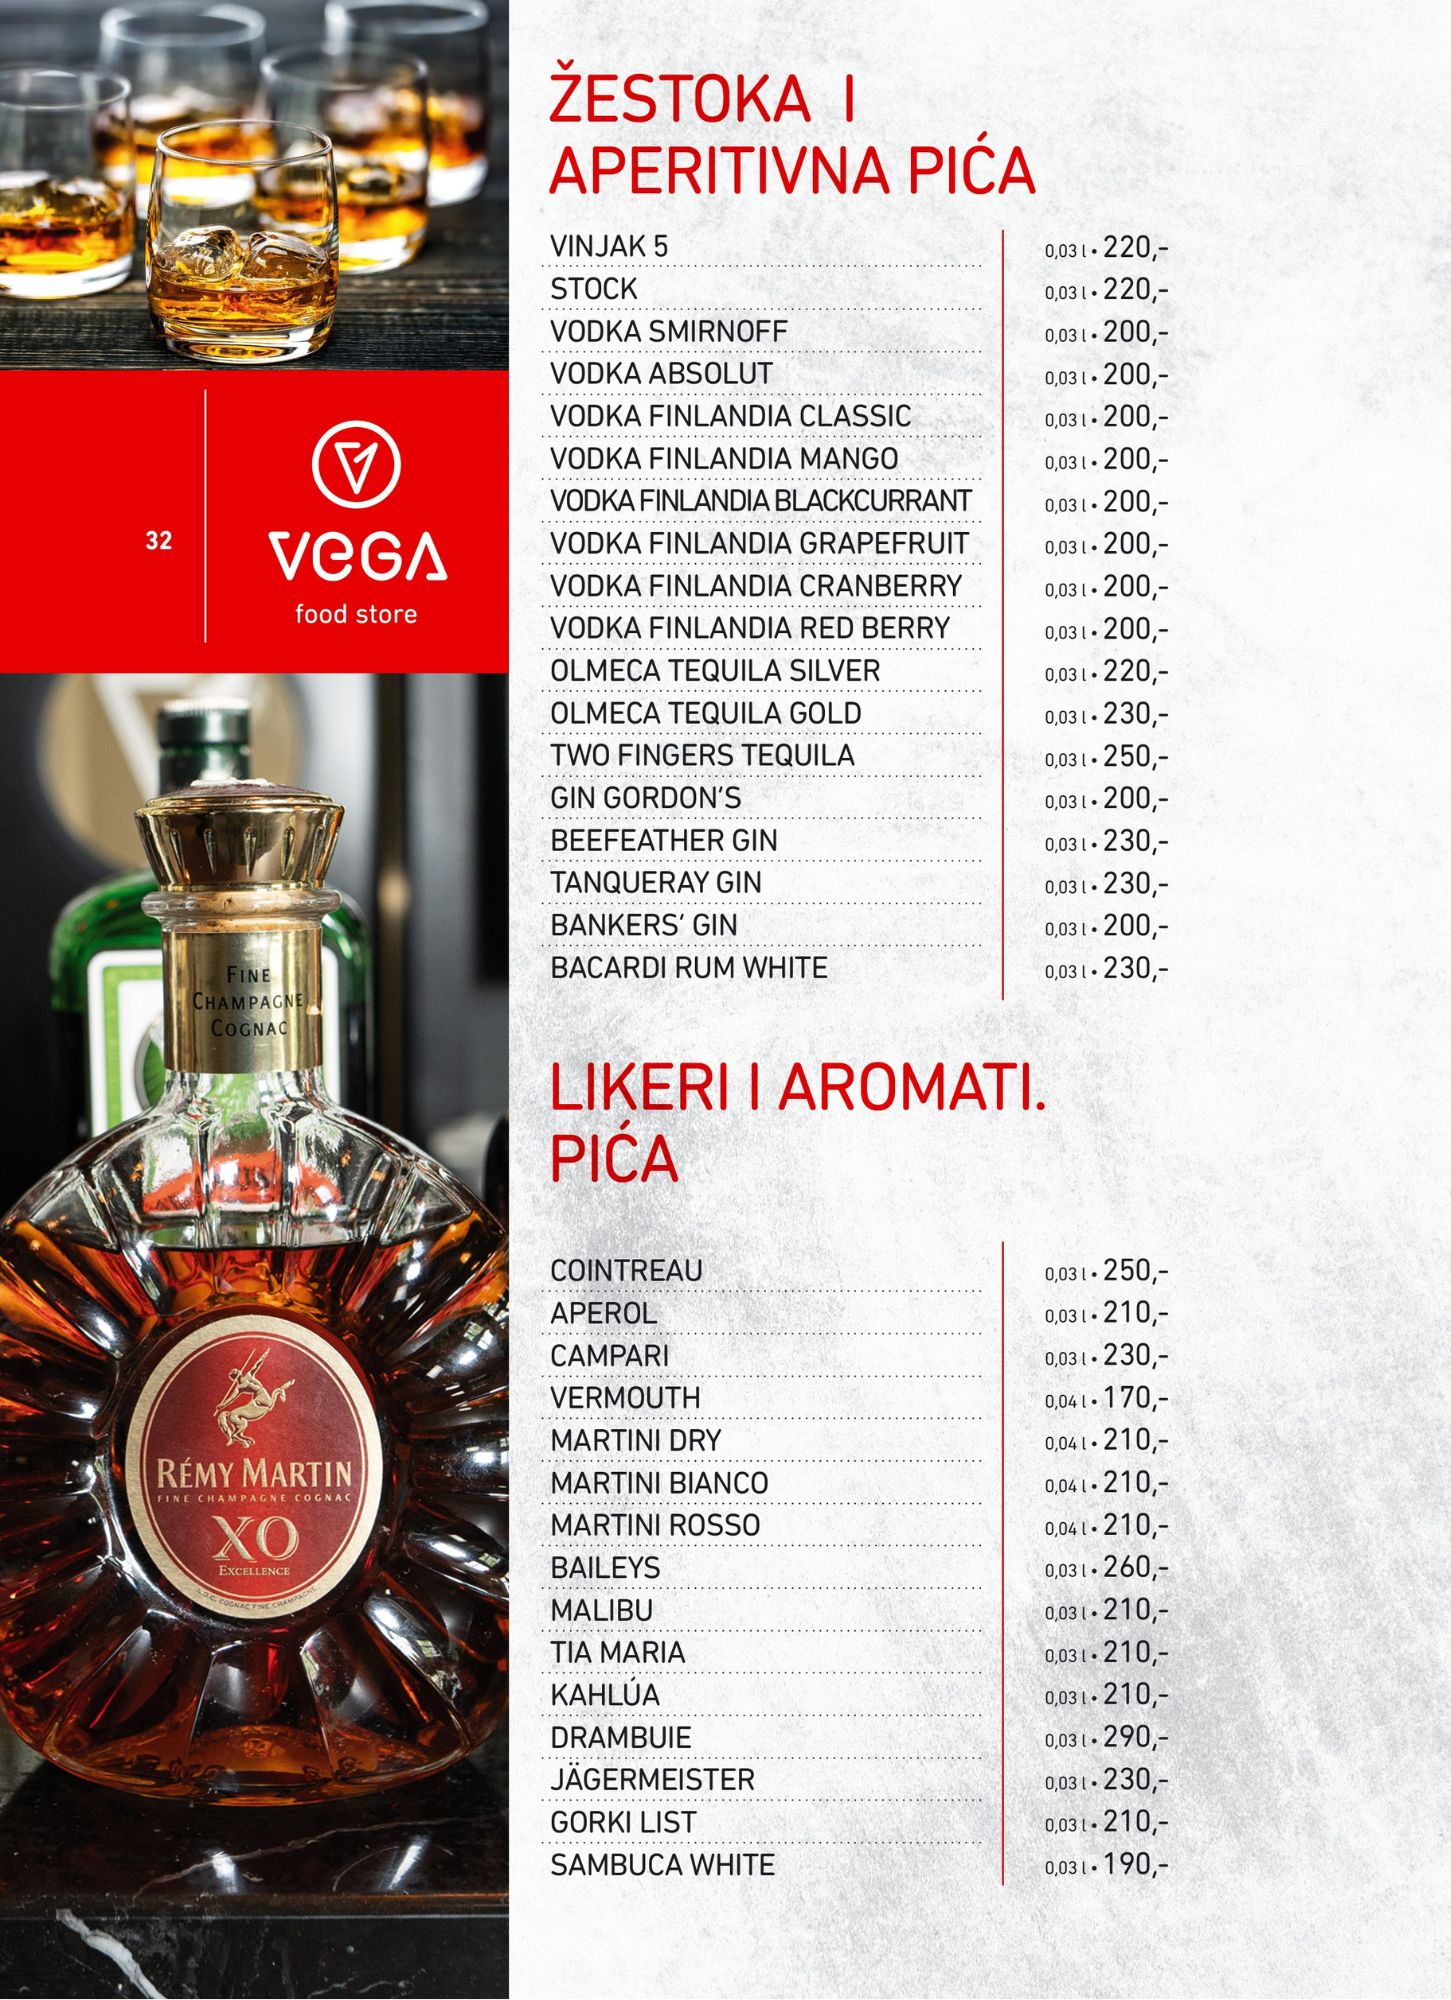 ŽESTOKA I
APERITIVNA PIĆA
VINJAK 5 0,03 l • 220,-
STOCK 0,03 l • 220,-
VODKA SMIRNOFF 0,03 l • 200,-
VODKA ABSOLUT 0,03 l • 200,-
VODKA FINLANDIA CLASSIC 0,03 l • 200,-
VODKA FINLANDIA MANGO 0,03 l • 200,-
VODKA FINLANDIA BLACKCURRANT 0,03 l • 200,-
VODKA FINLANDIA GRAPEFRUIT 0,03 l • 200,-
VODKA FINLANDIA CRANBERRY 0,03 l • 200,-
VODKA FINLANDIA RED BERRY 0,03 l • 200,-
OLMECA TEQUILA SILVER 0,03 l • 220,-
OLMECA TEQUILA GOLD 0,03 l • 230,-
TWO FINGERS TEQUILA 0,03 l • 250,-
GIN GORDON'S 0,03 l • 200,-
BEEFEATHER GIN 0,03 l • 230,-
TANQUERAY GIN 0,03 l • 230,-
BANKERS' GIN 0,03 l • 200,-
BACARDI RUM WHITE 0,03 l • 230,-
LIKERI I AROMATI.
PIĆA
COINTREAU 0,03 l • 250,-
APEROL 0,03 l • 210,-
CAMPARI 0,03 l • 230,-
VERMOUTH 0,04 l • 170,-
MARTINI DRY 0,04 l • 210,-
MARTINI BIANCO 0,04 l • 210,-
MARTINI ROSSO 0,04 l • 210,-
BAILEYS 0,03 l • 260,-
MALIBU 0,03 l • 210,-
TIA MARIA 0,03 l • 210,-
KAHLÚA 0,03 l • 210,-
DRAMBUIE 0,03 l • 290,-
JÄGERMEISTER 0,03 l • 230,-
GORKI LIST 0,03 l • 210,-
SAMBUCA WHITE 0,03 l • 190,-
32
VeGA
food store
FINE
CHAMPAGNE
COGNAC
RÉMY MARTIN
FINE CHAMPAGNE COGNAC
XO
EXCELLENCE
A.O.C. COGNAC FINE CHAMPAGNE